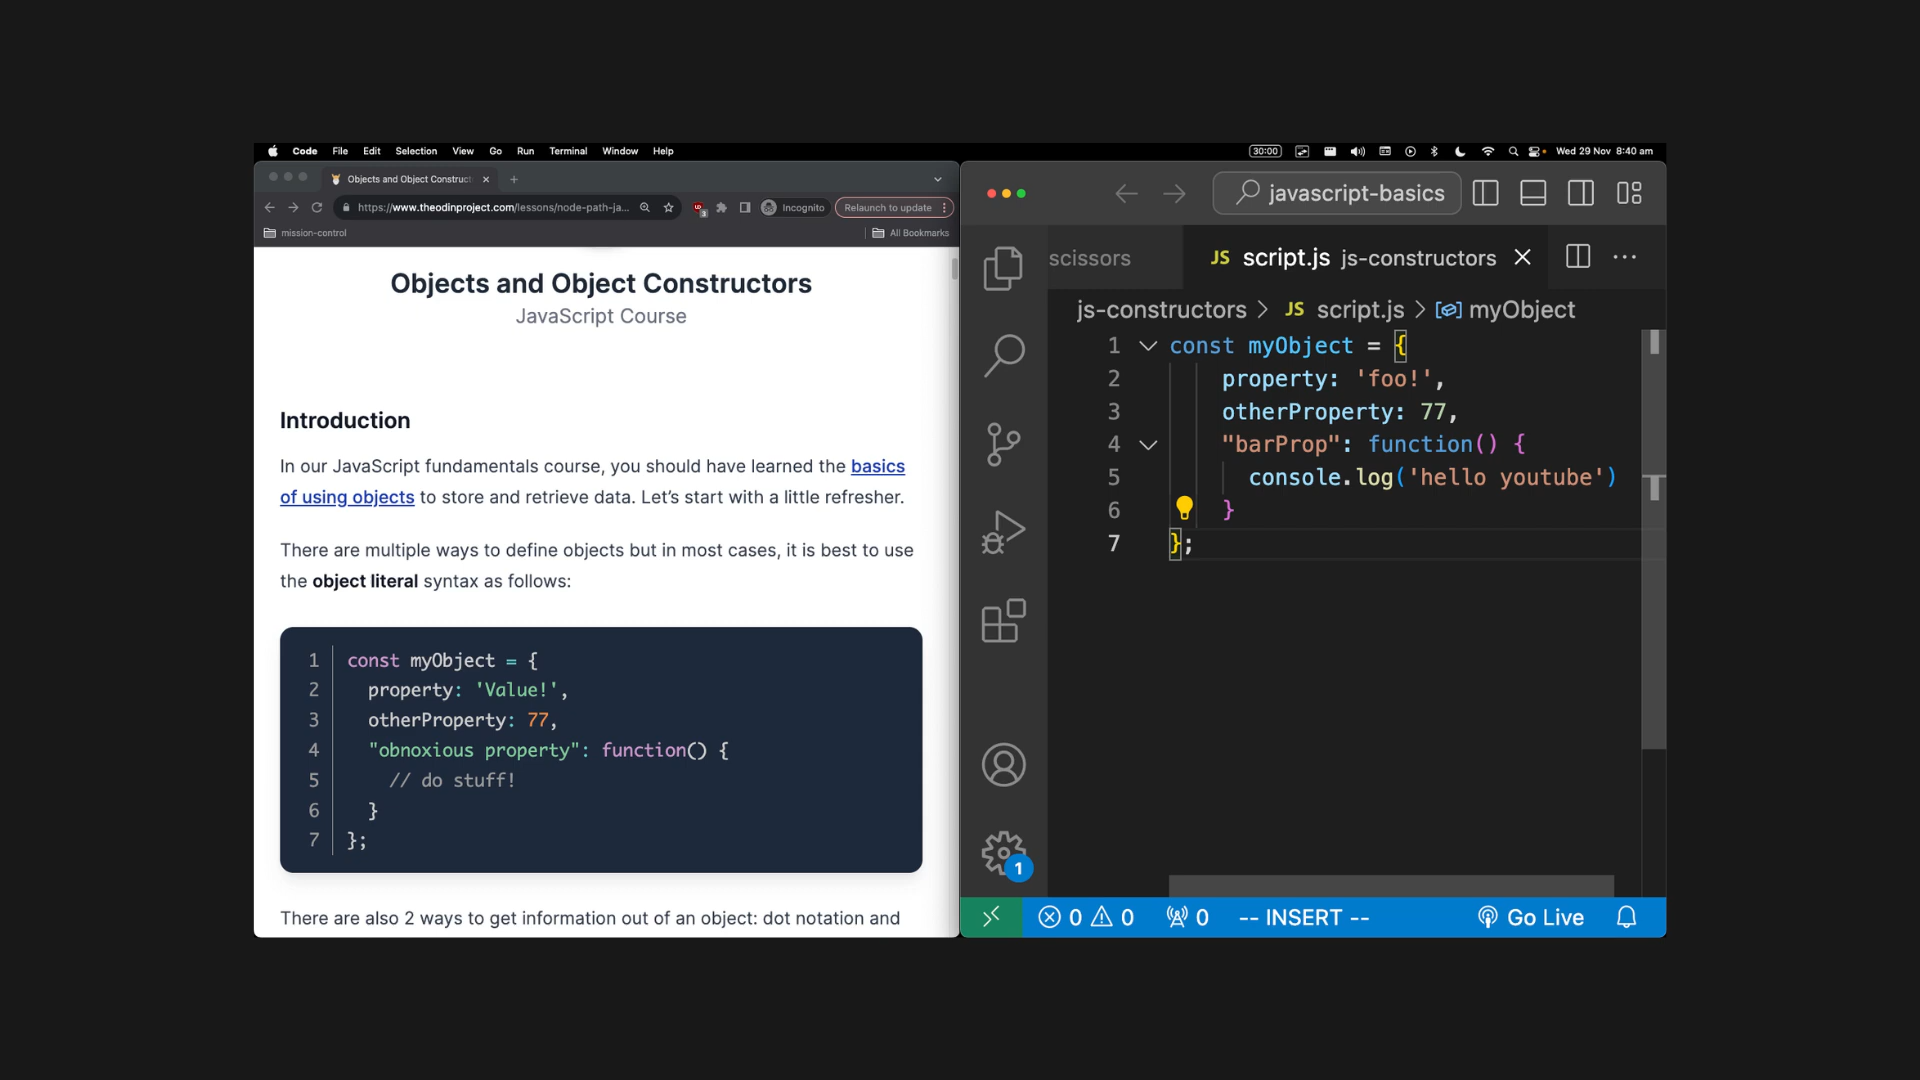 Code File Edit Selection View Go Run Terminal Window Help
30:00 Wed 29 Nov 8:40 am
Objects and Object Construct
https://www.theodinproject.com/lessons/node-path-ja... 3 Incognito Relaunch to update
mission-control All Bookmarks
Objects and Object Constructors
JavaScript Course
Introduction
In our JavaScript fundamentals course, you should have learned the basics
of using objects to store and retrieve data. Let's start with a little refresher.
There are multiple ways to define objects but in most cases, it is best to use
the object literal syntax as follows:
1 const myObject = {
2 property: 'Value!',
3 otherProperty: 77,
4 "obnoxious property": function() {
5 // do stuff!
6 }
7 };
There are also 2 ways to get information out of an object: dot notation and
javascript-basics
scissors JS script.js js-constructors
js-constructors > JS script.js > myObject
1 const myObject = {
2 property: 'foo!',
3 otherProperty: 77,
4 "barProp": function() {
5 console.log('hello youtube')
6 }
7 };
1
0 0 0 -- INSERT -- Go Live